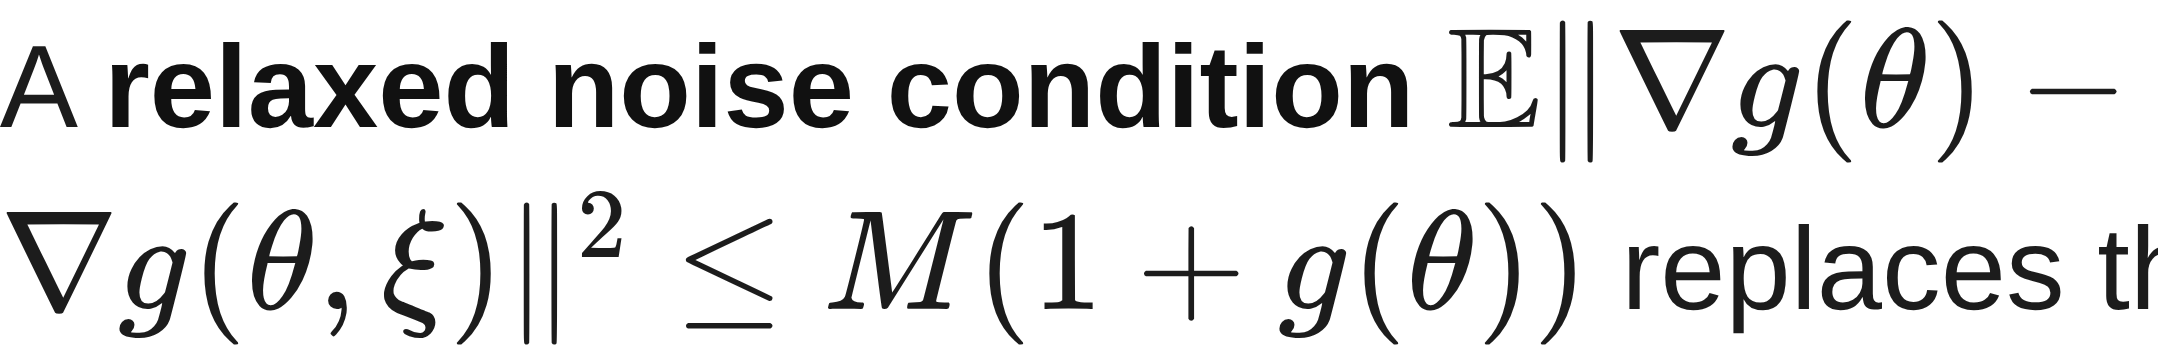 A relaxed noise condition 𝔼‖∇g(θ) −
∇g(θ, ξ)‖² ≤ M(1 + g(θ)) replaces